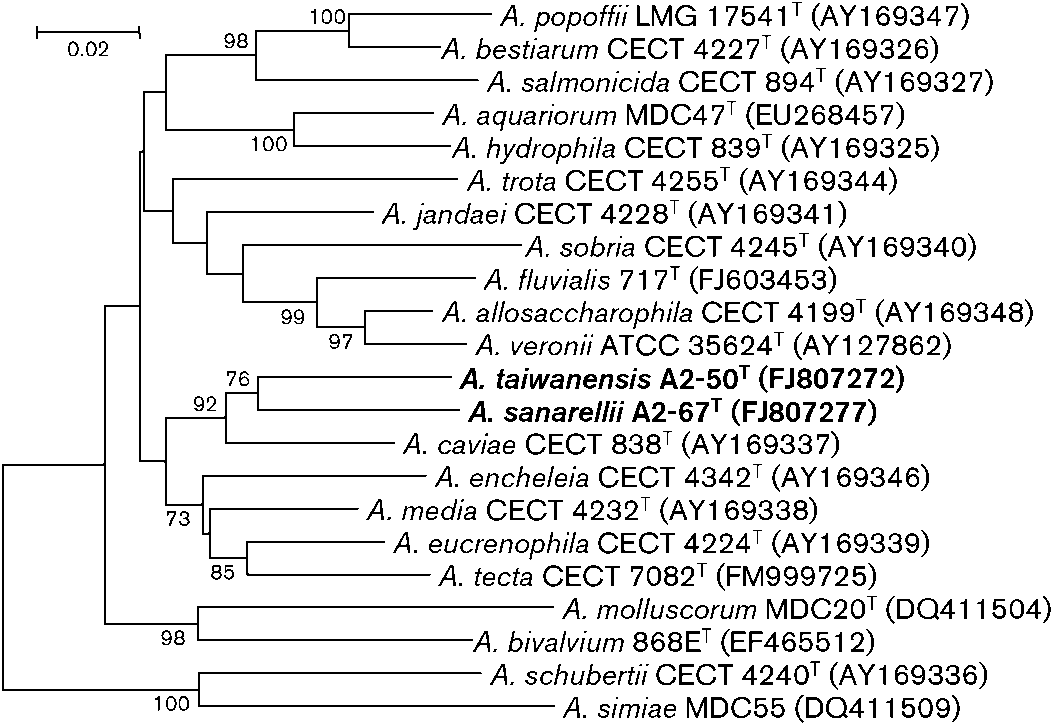 100 A. popoffii LMG 17541ᵀ (AY169347)
0.02 98 A. bestiarum CECT 4227ᵀ (AY169326)
A. salmonicida CECT 894ᵀ (AY169327)
A. aquariorum MDC47ᵀ (EU268457)
100 A. hydrophila CECT 839ᵀ (AY169325)
A. trota CECT 4255ᵀ (AY169344)
A. jandaei CECT 4228ᵀ (AY169341)
A. sobria CECT 4245ᵀ (AY169340)
A. fluvialis 717ᵀ (FJ603453)
99 A. allosaccharophila CECT 4199ᵀ (AY169348)
97 A. veronii ATCC 35624ᵀ (AY127862)
76 A. taiwanensis A2-50ᵀ (FJ807272)
92 A. sanarellii A2-67ᵀ (FJ807277)
A. caviae CECT 838ᵀ (AY169337)
A. encheleia CECT 4342ᵀ (AY169346)
73 A. media CECT 4232ᵀ (AY169338)
A. eucrenophila CECT 4224ᵀ (AY169339)
85 A. tecta CECT 7082ᵀ (FM999725)
A. molluscorum MDC20ᵀ (DQ411504)
98 A. bivalvium 868Eᵀ (EF465512)
A. schubertii CECT 4240ᵀ (AY169336)
100 A. simiae MDC55 (DQ411509)